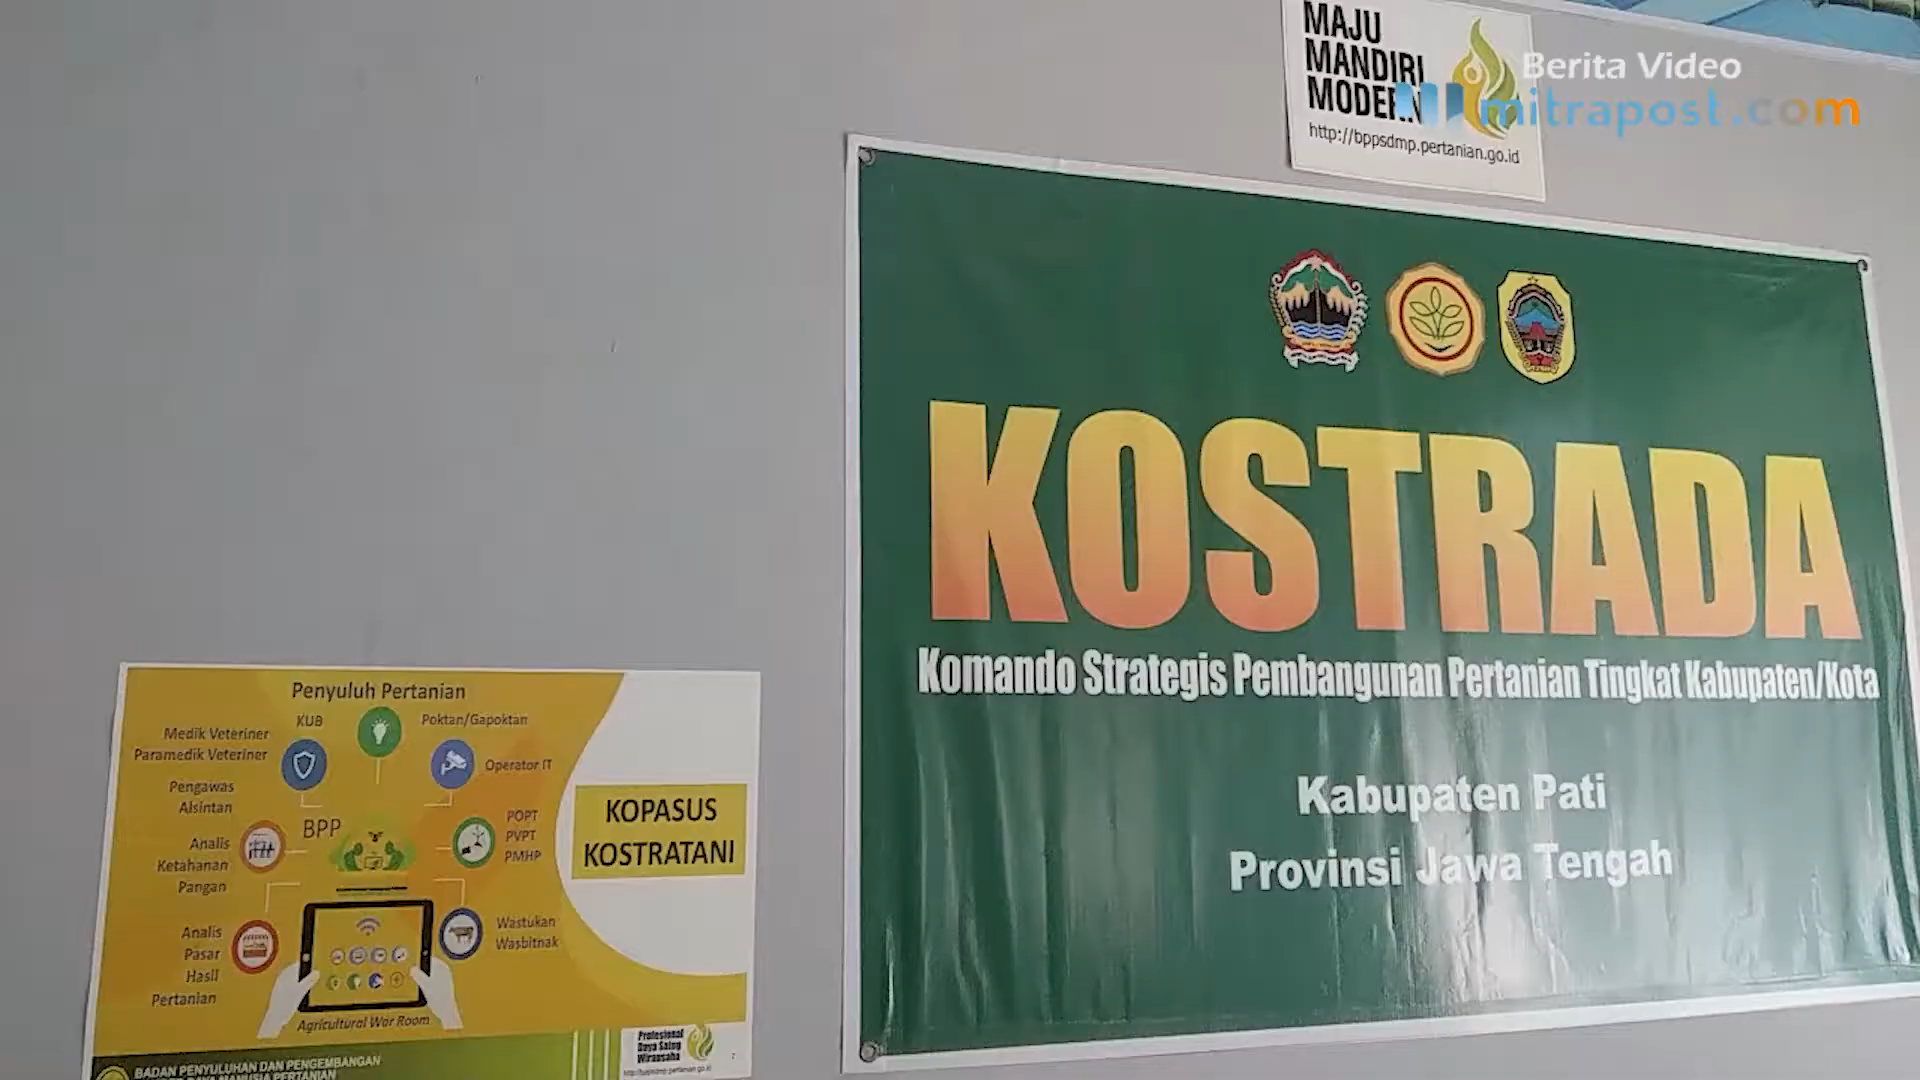 MAJU
MANDIRI
MODERN
http://bppsdmp.pertanian.go.id
Berita Video
mitrapost.com
KOSTRADA
Komando Strategis Pembangunan Pertanian Tingkat Kabupaten/Kota
Kabupaten Pati
Provinsi Jawa Tengah
Penyuluh Pertanian
KUB
Poktan/Gapoktan
Medik Veteriner
Paramedik Veteriner
Operator IT
Pengawas
Alsintan
BPP
POPT
PVPT
PMHP
Analis
Ketahanan
Pangan
KOPASUS
KOSTRATANI
Analis
Pasar
Hasil
Pertanian
Wastukan
Wasbitnak
Agricultural War Room
Profesional
Daya Saing
Wirausaha
BADAN PENYULUHAN DAN PENGEMBANGAN
MANUSIA PERTANIAN